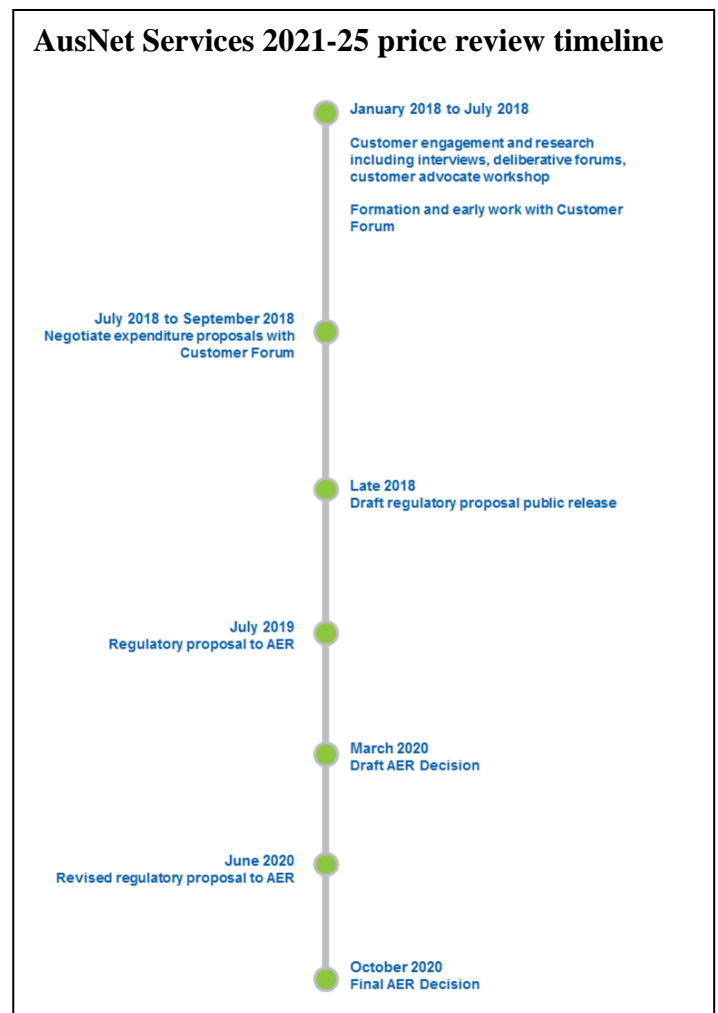 AusNet Services 2021-25 price review timeline
January 2018 to July 2018
Customer engagement and research
including interviews, deliberative forums,
customer advocate workshop
Formation and early work with Customer
Forum
July 2018 to September 2018
Negotiate expenditure proposals with
Customer Forum
Late 2018
Draft regulatory proposal public release
July 2019
Regulatory proposal to AER
March 2020
Draft AER Decision
June 2020
Revised regulatory proposal to AER
October 2020
Final AER Decision